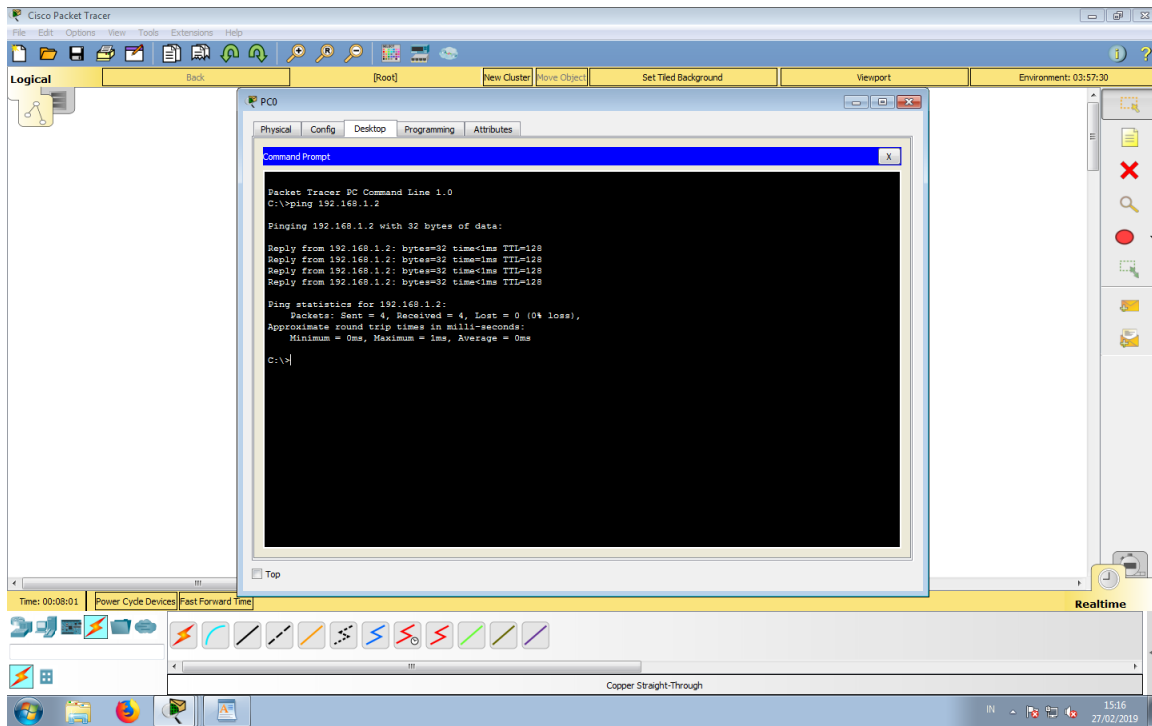 Cisco Packet Tracer
File Edit Options View Tools Extensions Help
Logical Back [Root] New Cluster Move Object Set Tiled Background Viewport Environment: 03:57:30
PC0
Physical Config Desktop Programming Attributes
Command Prompt X
Packet Tracer PC Command Line 1.0
C:\>ping 192.168.1.2
Pinging 192.168.1.2 with 32 bytes of data:
Reply from 192.168.1.2: bytes=32 time<1ms TTL=128
Reply from 192.168.1.2: bytes=32 time=1ms TTL=128
Reply from 192.168.1.2: bytes=32 time<1ms TTL=128
Reply from 192.168.1.2: bytes=32 time<1ms TTL=128
Ping statistics for 192.168.1.2:
Packets: Sent = 4, Received = 4, Lost = 0 (0% loss),
Approximate round trip times in milli-seconds:
Minimum = 0ms, Maximum = 1ms, Average = 0ms
C:\>
Top
Time: 00:08:01 Power Cycle Devices Fast Forward Time
Realtime
Copper Straight-Through
IN 15:16
27/02/2019